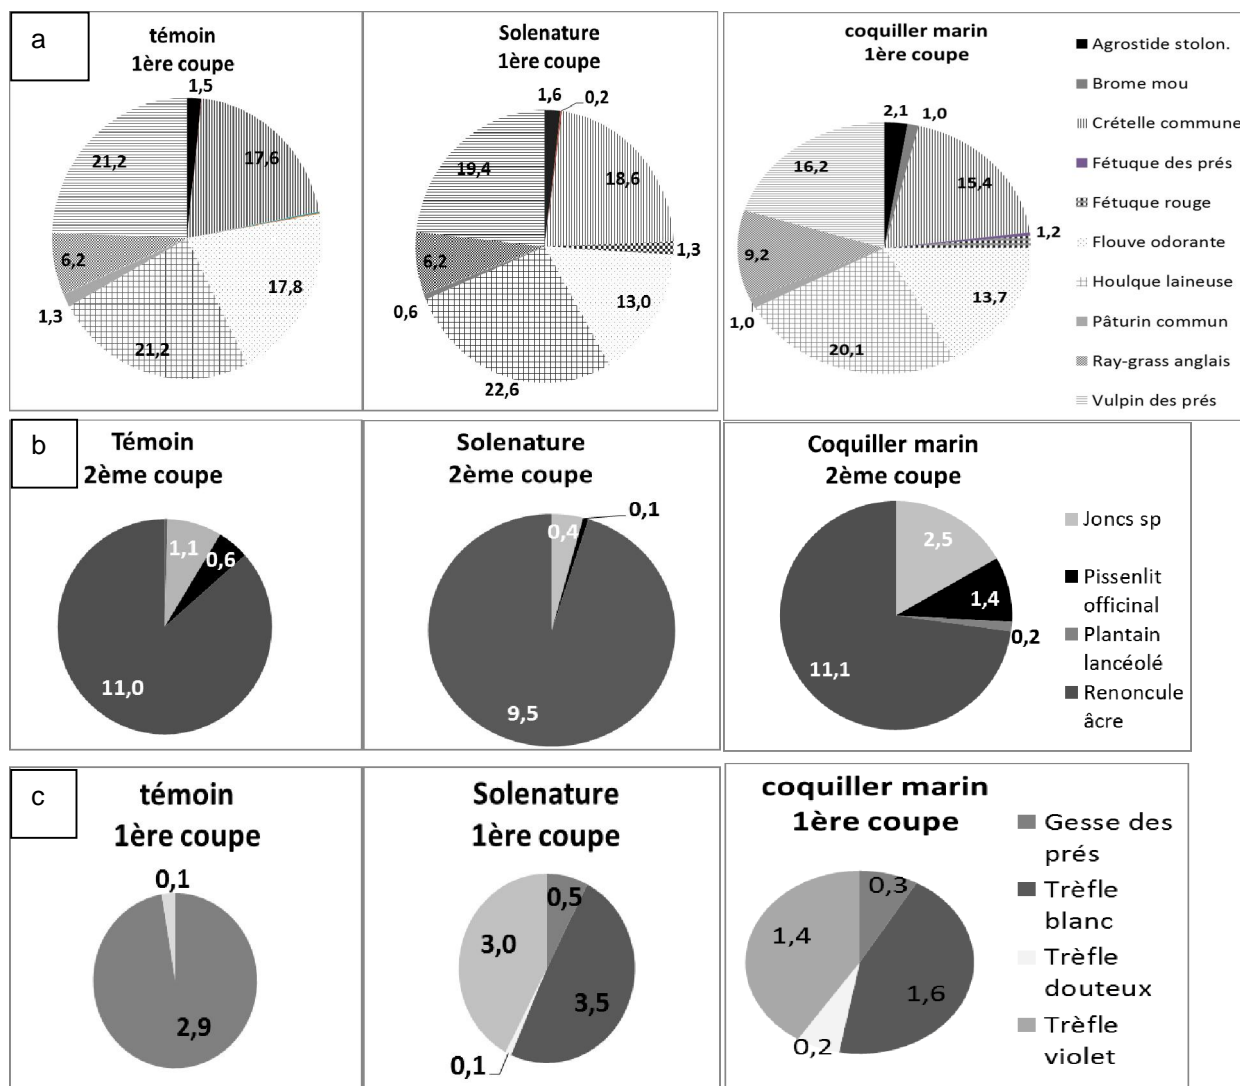 a
témoin
1ère coupe
1,5
17,6
17,8
21,2
1,3
6,2
21,2
Solenature
1ère coupe
1,6
0,2
18,6
1,3
13,0
22,6
0,6
6,2
19,4
coquiller marin
1ère coupe
2,1
1,0
15,4
1,2
13,7
20,1
1,0
9,2
16,2
Agrostide stolon.
Brome mou
Crételle commune
Fétuque des prés
Fétuque rouge
Flouve odorante
Houlque laineuse
Pâturin commun
Ray-grass anglais
Vulpin des prés
b
Témoin
2ème coupe
1,1
0,6
11,0
Solenature
2ème coupe
0,4
0,1
9,5
Coquiller marin
2ème coupe
2,5
1,4
0,2
11,1
Joncs sp
Pissenlit
officinal
Plantain
lancéolé
Renoncule
âcre
c
témoin
1ère coupe
0,1
2,9
Solenature
1ère coupe
0,5
3,5
0,1
3,0
coquiller marin
1ère coupe
0,3
1,6
0,2
1,4
Gesse des
prés
Trèfle
blanc
Trèfle
douteux
Trèfle
violet